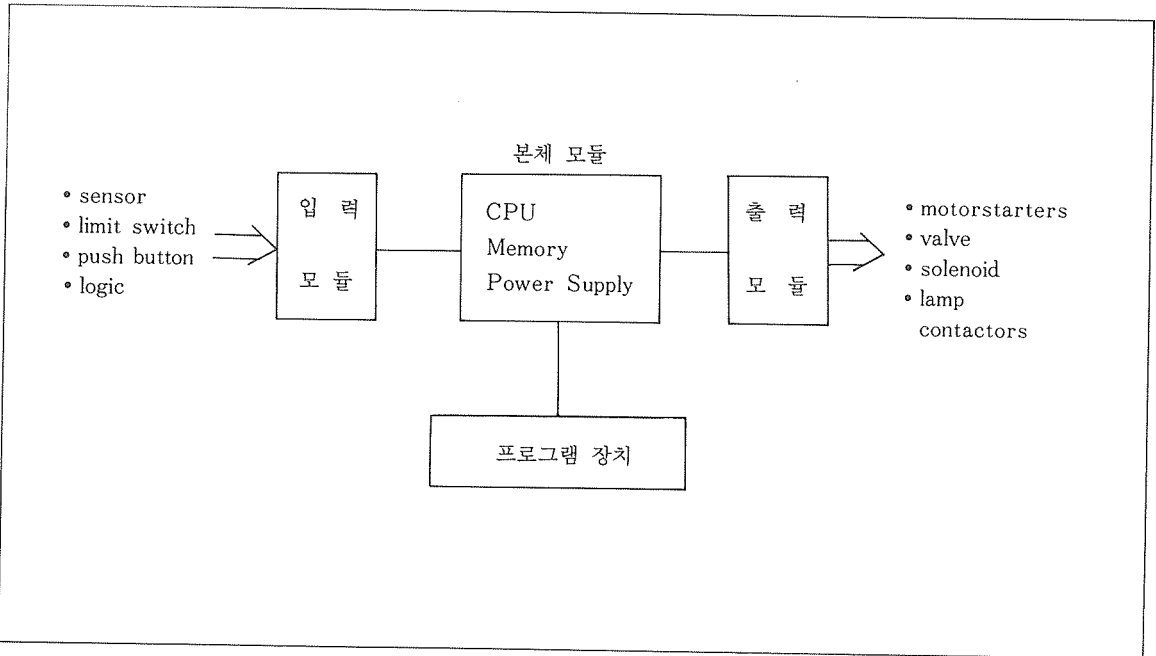 본체 모듈
• sensor
• limit switch
• push button
• logic
입 력
모 듈
CPU
Memory
Power Supply
출 력
모 듈
• motorstarters
• valve
• solenoid
• lamp
contactors
프로그램 장치